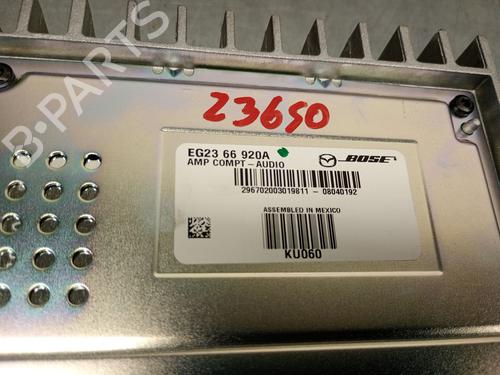 B-PARTS
23650
EG23 66 920A
BOSE
AMP COMPT - AUDIO
296702003019811 - 08040192
ASSEMBLED IN MEXICO
KU060